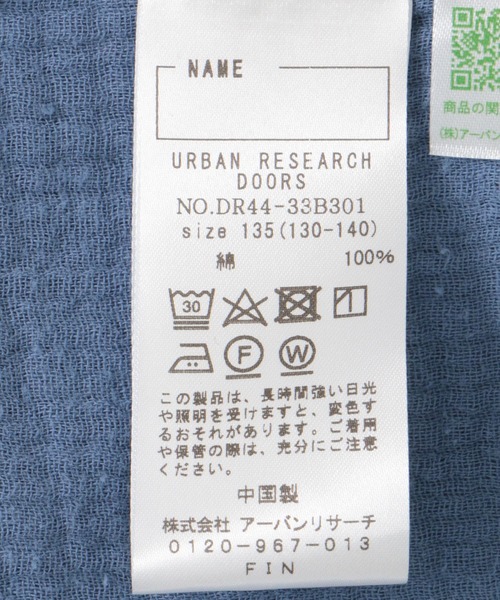 NAME
URBAN RESEARCH
DOORS
NO.DR44-33B301
size 135(130-140)
綿 100%
30
F W
この製品は、長時間強い日光
や照明を受けますと、変色す
るおそれがあります。ご着用
や保管の際は、充分にご注意
ください。
中国製
株式会社 アーバンリサーチ
0120-967-013
FIN
商品の関
(株)アーバン